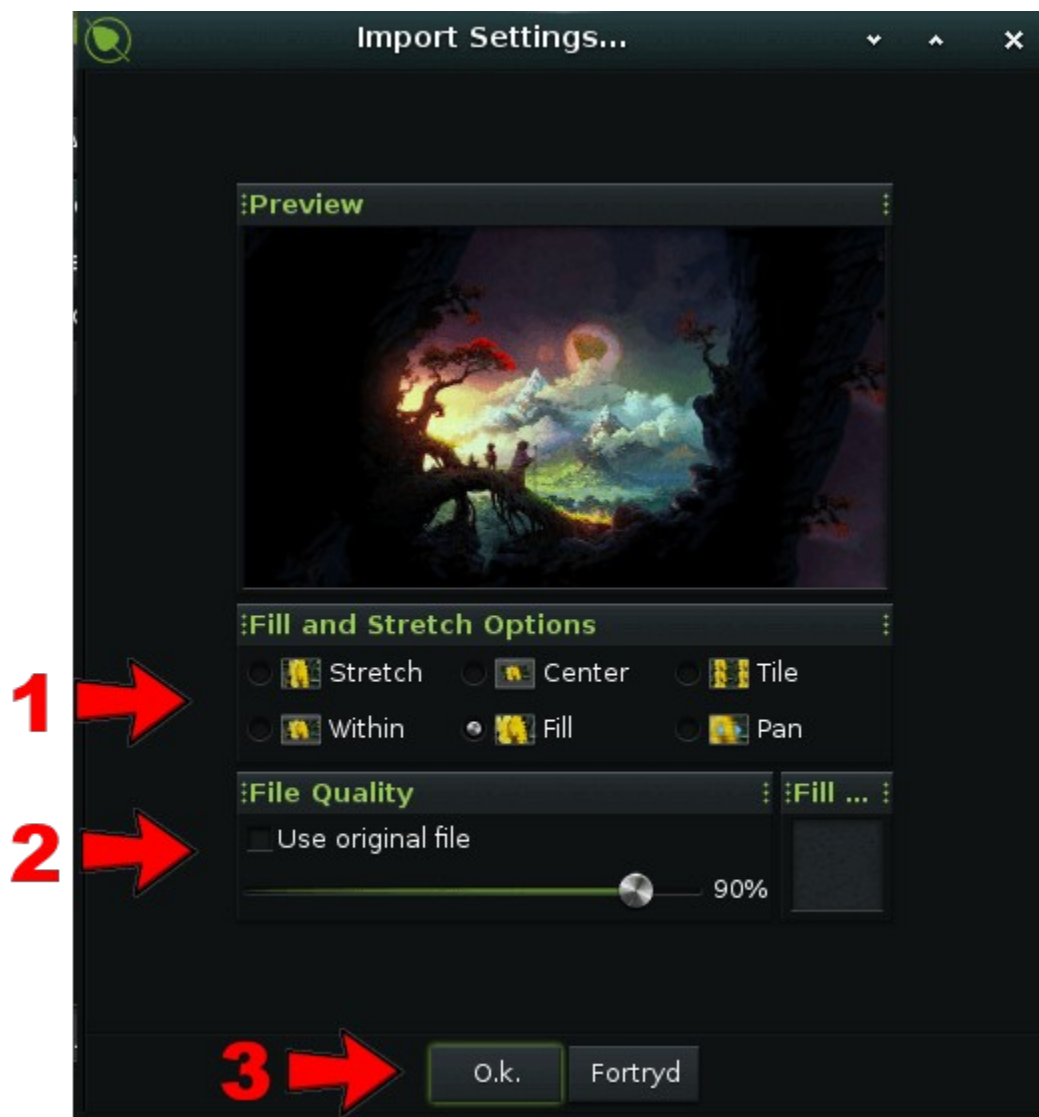 Import Settings...
Preview
Fill and Stretch Options
1
Stretch Center Tile
Within Fill Pan
File Quality Fill ...
2
Use original file
90%
3
O.k. Fortryd